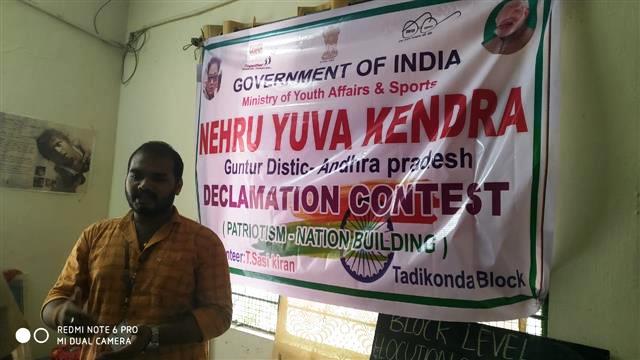 GOVERNMENT OF INDIA
Ministry of Youth Affairs & Sports
NEHRU YUVA KENDRA
Guntur Distic- Andhra pradesh
DECLAMATION CONTEST
( PATRIOTISM - NATION BUILDING )
nteer:T.Sasi kiran
Tadikonda Block
BLOCK LEVEL
REDMI NOTE 6 PRO
MI DUAL CAMERA